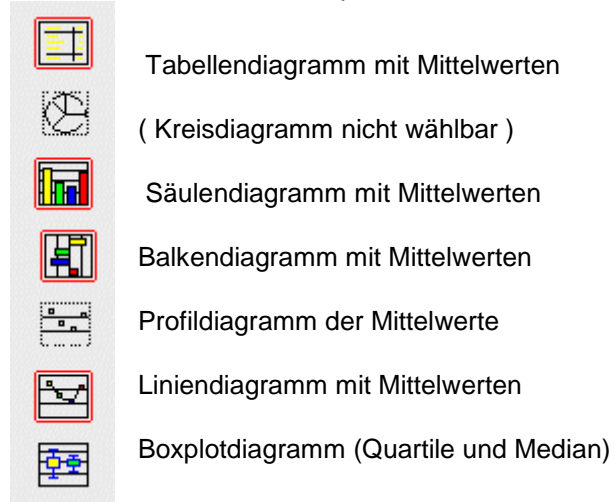 Tabellendiagramm mit Mittelwerten
( Kreisdiagramm nicht wählbar )
Säulendiagramm mit Mittelwerten
Balkendiagramm mit Mittelwerten
Profildiagramm der Mittelwerte
Liniendiagramm mit Mittelwerten
Boxplotdiagramm (Quartile und Median)